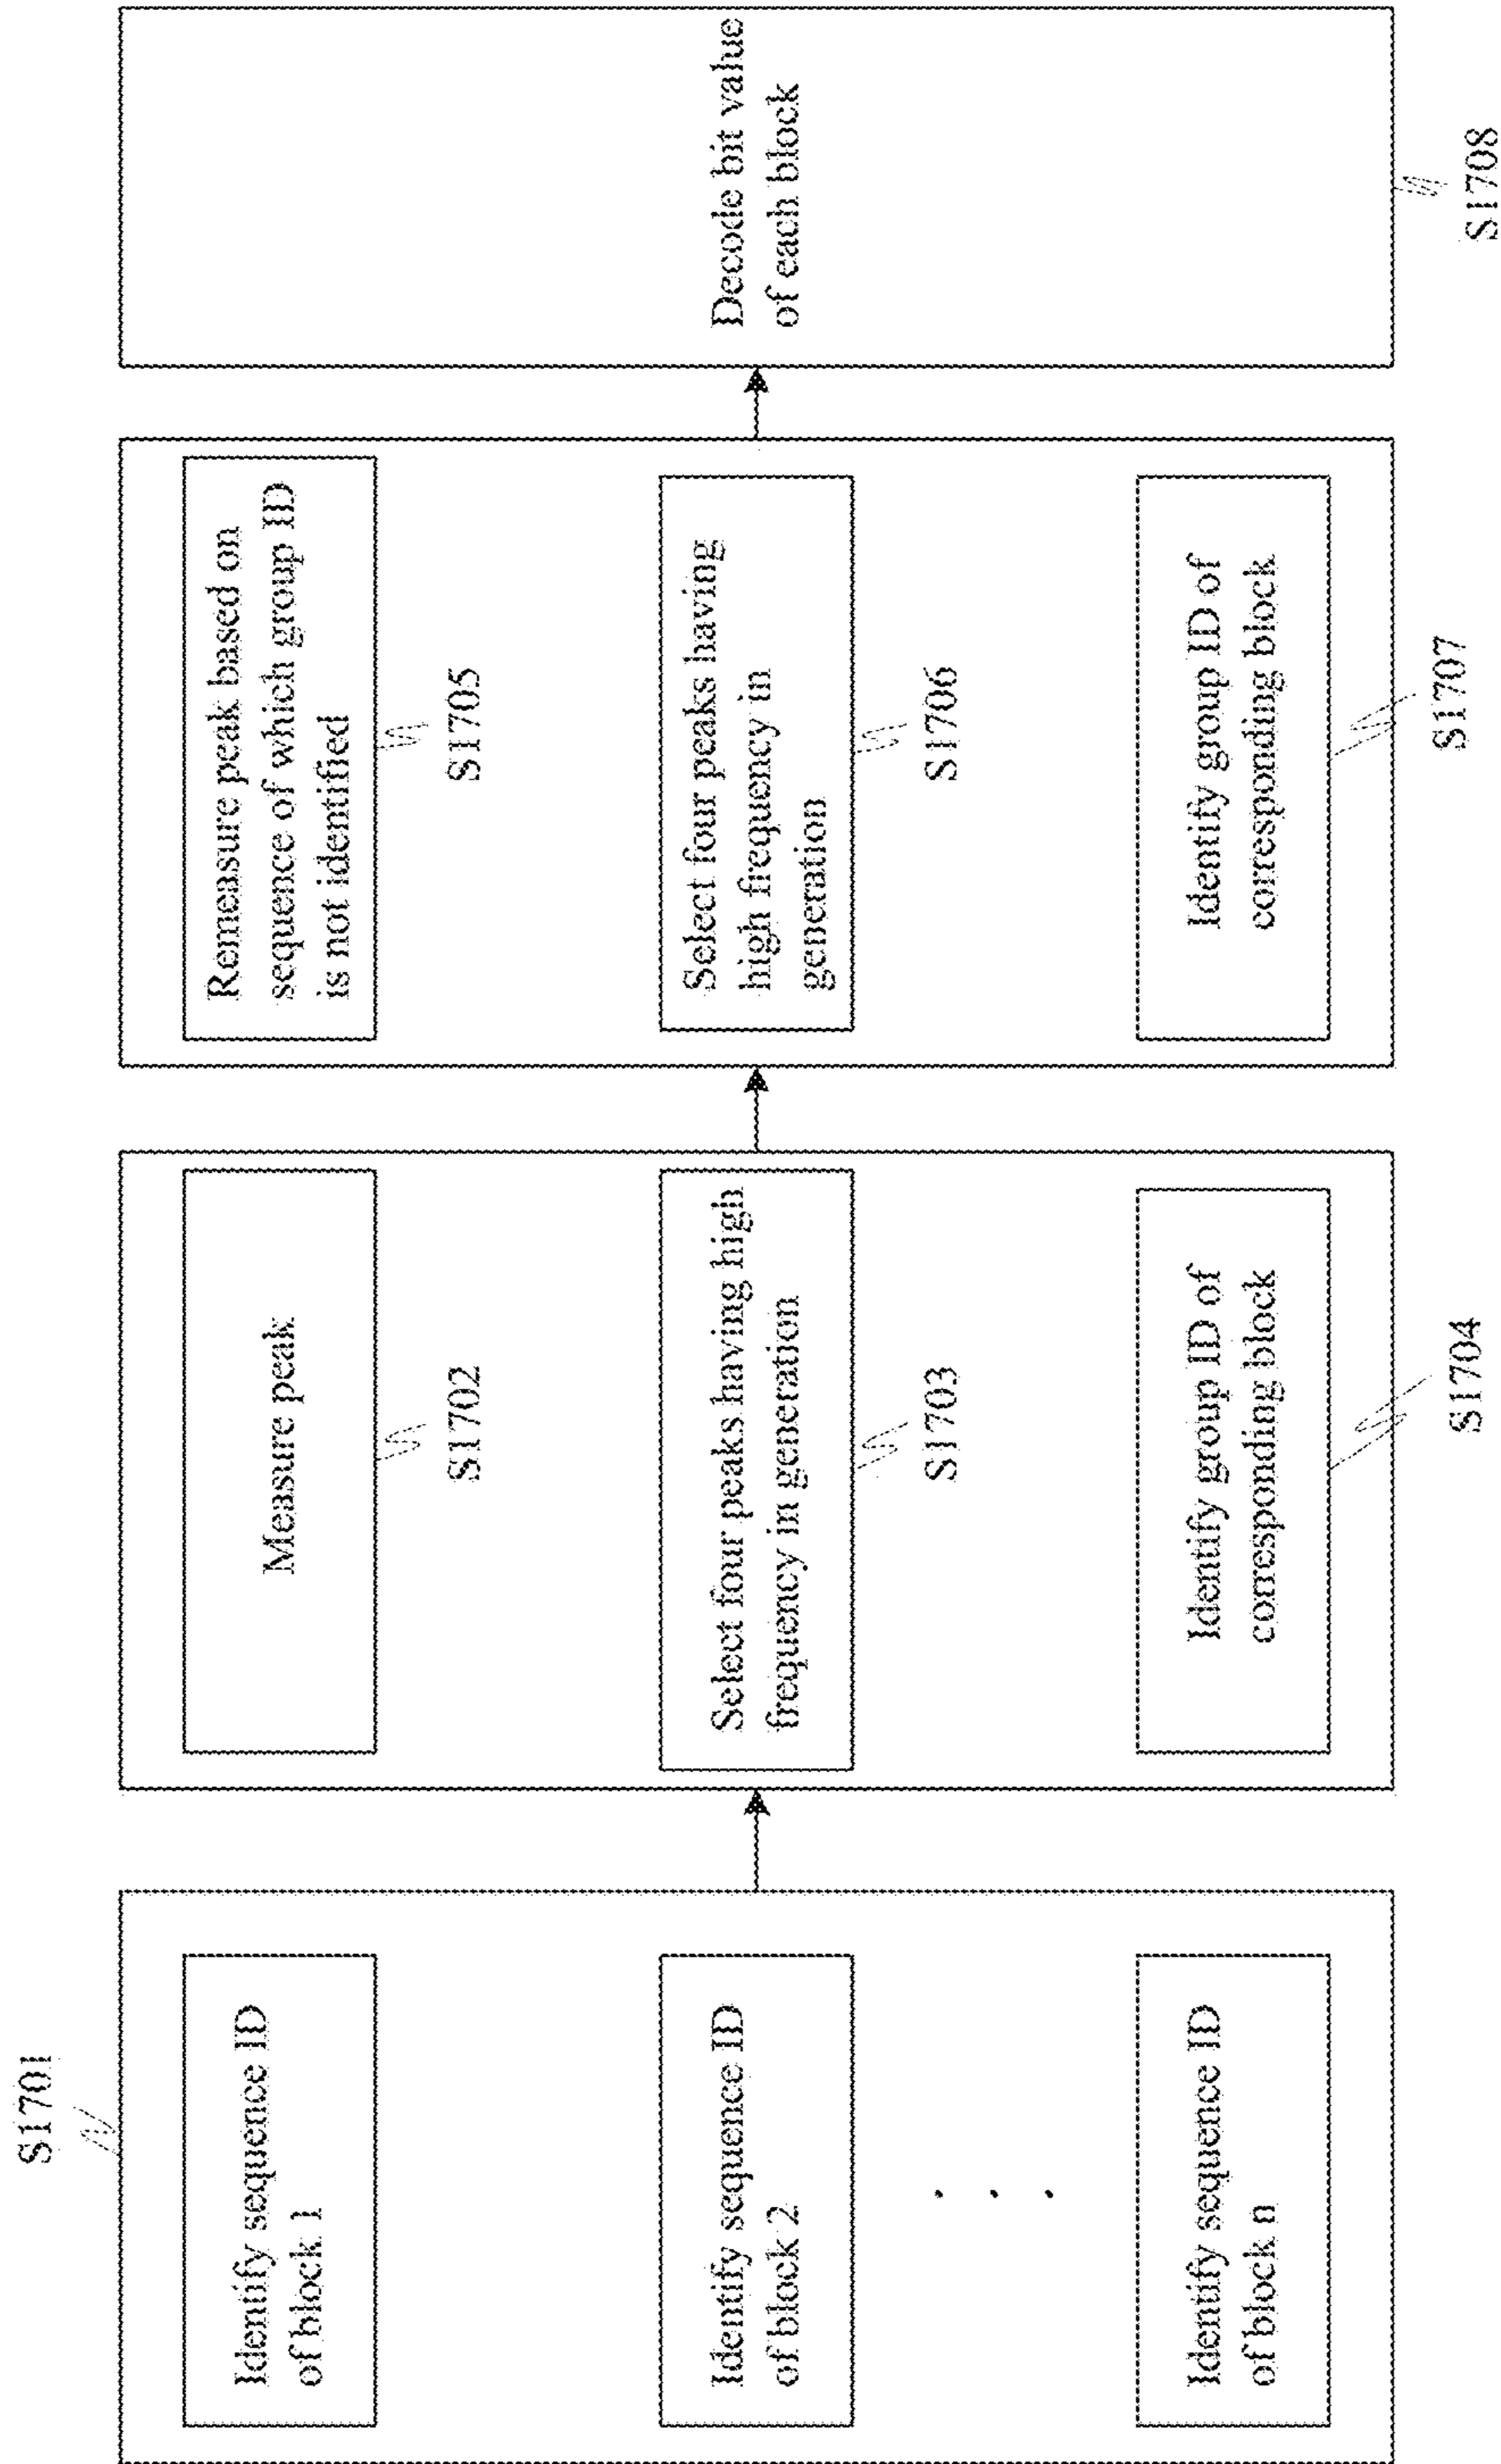 S1701
Identify sequence ID
of block 1
Identify sequence ID
of block 2
. . .
Identify sequence ID
of block n
Measure peak
S1702
Select four peaks having high
frequency in generation
S1703
Identify group ID of
corresponding block
S1704
Remeasure peak based on
sequence of which group ID
is not identified
S1705
Select four peaks having
high frequency in
generation
S1706
Identify group ID of
corresponding block
S1707
Decode bit value
of each block
S1708